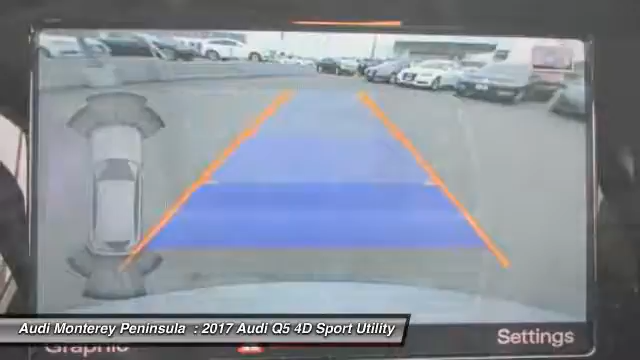 Audi Monterey Peninsula : 2017 Audi Q5 4D Sport Utility
Graphic
Settings